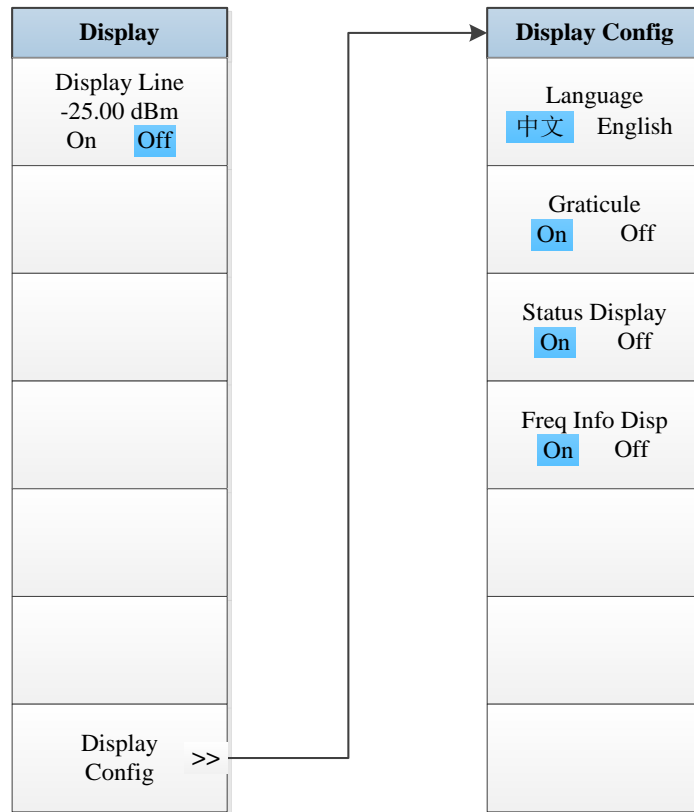 Display
Display Line
-25.00 dBm
On Off
Display
Config >>
Display Config
Language
中文 English
Graticule
On Off
Status Display
On Off
Freq Info Disp
On Off